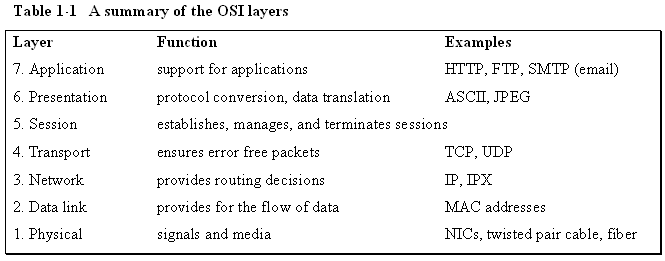 Table 1-1 A summary of the OSI layers
Layer Function Examples
7. Application support for applications HTTP, FTP, SMTP (email)
6. Presentation protocol conversion, data translation ASCII, JPEG
5. Session establishes, manages, and terminates sessions
4. Transport ensures error free packets TCP, UDP
3. Network provides routing decisions IP, IPX
2. Data link provides for the flow of data MAC addresses
1. Physical signals and media NICs, twisted pair cable, fiber